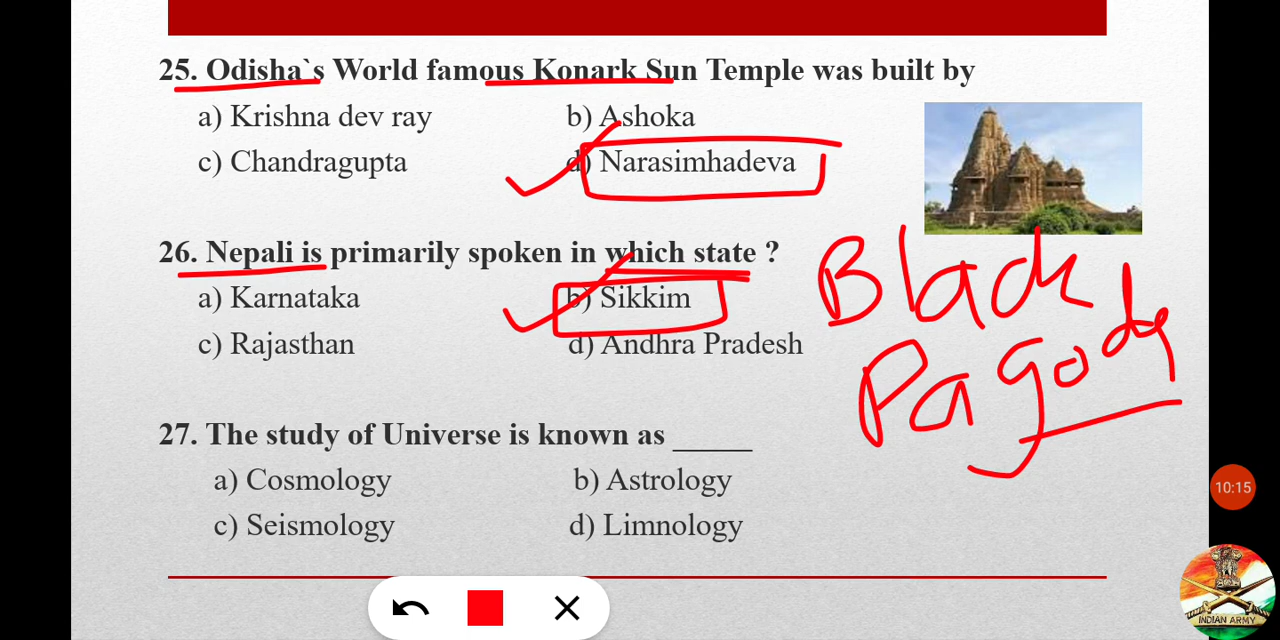 25. Odisha`s World famous Konark Sun Temple was built by
a) Krishna dev ray b) Ashoka
c) Chandragupta d) Narasimhadeva
26. Nepali is primarily spoken in which state ?
a) Karnataka b) Sikkim
c) Rajasthan d) Andhra Pradesh
Black
Pagoda
27. The study of Universe is known as _____
a) Cosmology b) Astrology
c) Seismology d) Limnology
10:15
INDIAN ARMY